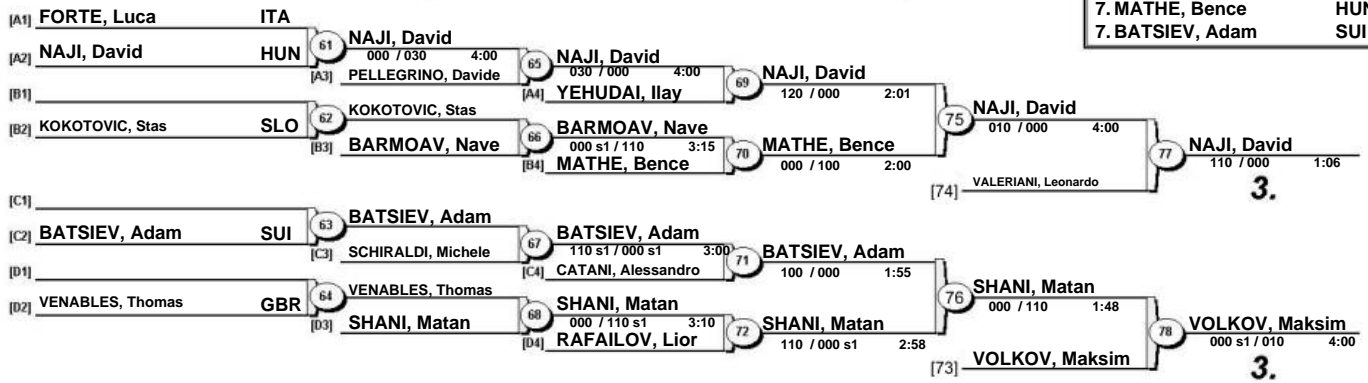 7. MATHE, Bence HUN
7. BATSIEV, Adam SUI
[A1] FORTE, Luca ITA
[A2] NAJI, David HUN
61
NAJI, David
000 / 030 4:00
[A3] PELLEGRINO, Davide
65
NAJI, David
030 / 000 4:00
[A4] YEHUDAI, Ilay
69
NAJI, David
120 / 000 2:01
[B1]
[B2] KOKOTOVIC, Stas SLO
62
KOKOTOVIC, Stas
[B3] BARMOAV, Nave
66
BARMOAV, Nave
000 s1 / 110 3:15
[B4] MATHE, Bence
70
MATHE, Bence
000 / 100 2:00
75
NAJI, David
010 / 000 4:00
[74] VALERIANI, Leonardo
77
NAJI, David
110 / 000 1:06
3.
[C1]
[C2] BATSIEV, Adam SUI
63
BATSIEV, Adam
[C3] SCHIRALDI, Michele
67
BATSIEV, Adam
110 s1 / 000 s1 3:00
[C4] CATANI, Alessandro
71
BATSIEV, Adam
100 / 000 1:55
[D1]
[D2] VENABLES, Thomas GBR
64
VENABLES, Thomas
[D3] SHANI, Matan
68
SHANI, Matan
000 / 110 s1 3:10
[D4] RAFAILOV, Lior
72
SHANI, Matan
110 / 000 s1 2:58
76
SHANI, Matan
000 / 110 1:48
[73] VOLKOV, Maksim
78
VOLKOV, Maksim
000 s1 / 010 4:00
3.